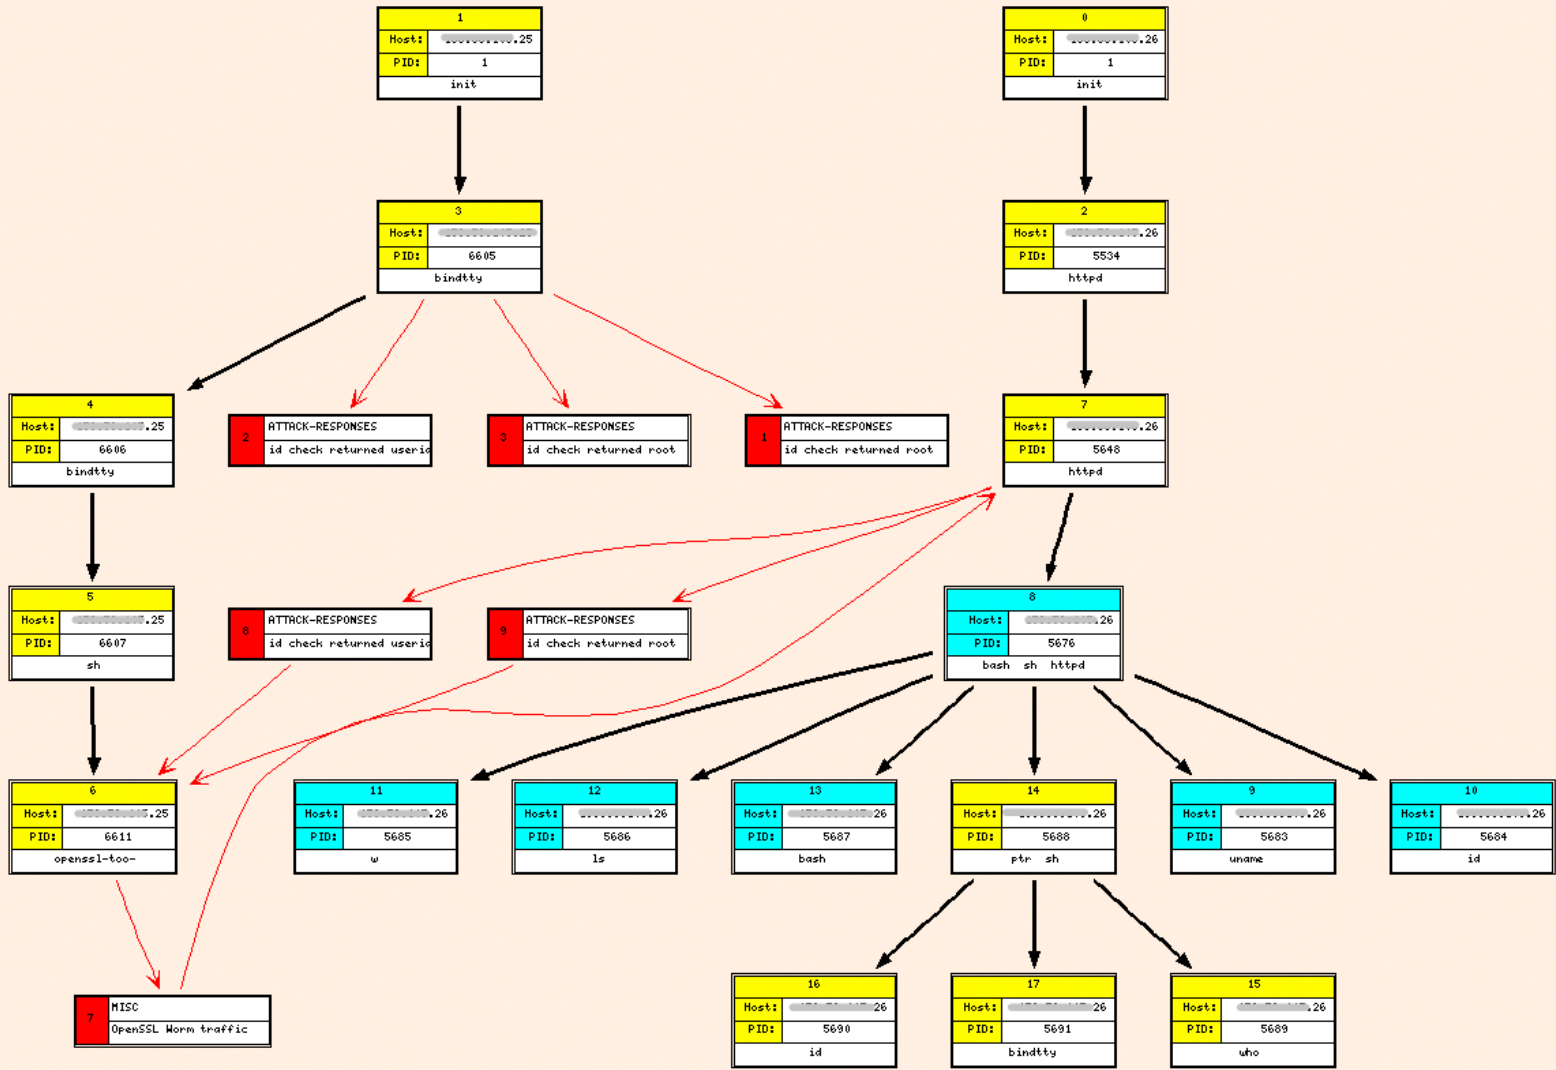 1
Host: .25
PID: 1
init
0
Host: .26
PID: 1
init
3
Host:
PID: 6605
bindtty
2
Host: .26
PID: 5534
httpd
4
Host: .25
PID: 6606
bindtty
2 ATTACK-RESPONSES
id check returned userid
3 ATTACK-RESPONSES
id check returned root
1 ATTACK-RESPONSES
id check returned root
7
Host: .26
PID: 5648
httpd
5
Host: .25
PID: 6607
sh
8 ATTACK-RESPONSES
id check returned userid
9 ATTACK-RESPONSES
id check returned root
8
Host: .26
PID: 5676
bash sh httpd
6
Host: .25
PID: 6611
openssl-too-
11
Host: .26
PID: 5685
w
12
Host: .26
PID: 5686
ls
13
Host: 26
PID: 5687
bash
14
Host: .26
PID: 5688
ptr sh
9
Host: .26
PID: 5683
uname
10
Host: .26
PID: 5684
id
7 MISC
OpenSSL Worm traffic
16
Host: 26
PID: 5690
id
17
Host: 26
PID: 5691
bindtty
15
Host: .26
PID: 5689
who